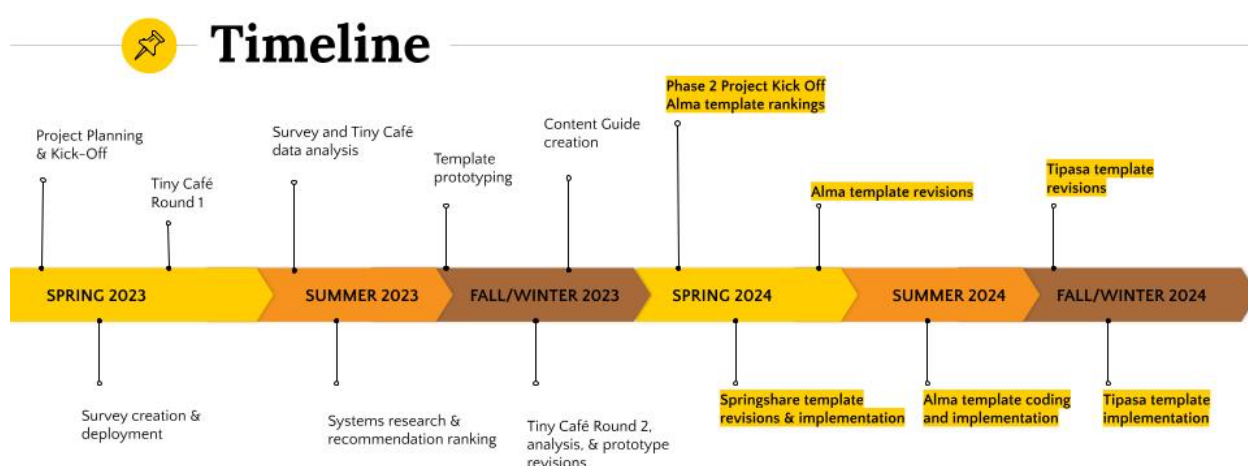 Timeline
Project Planning
& Kick-Off
Tiny Café
Round 1
Survey and Tiny Café
data analysis
Template
prototyping
Content Guide
creation
Phase 2 Project Kick Off
Alma template rankings
Alma template revisions
Tipasa template
revisions
SPRING 2023
SUMMER 2023
FALL/WINTER 2023
SPRING 2024
SUMMER 2024
FALL/WINTER 2024
Survey creation &
deployment
Systems research &
recommendation ranking
Tiny Café Round 2,
analysis, & prototype
revisions
Springshare template
revisions & implementation
Alma template coding
and implementation
Tipasa template
implementation